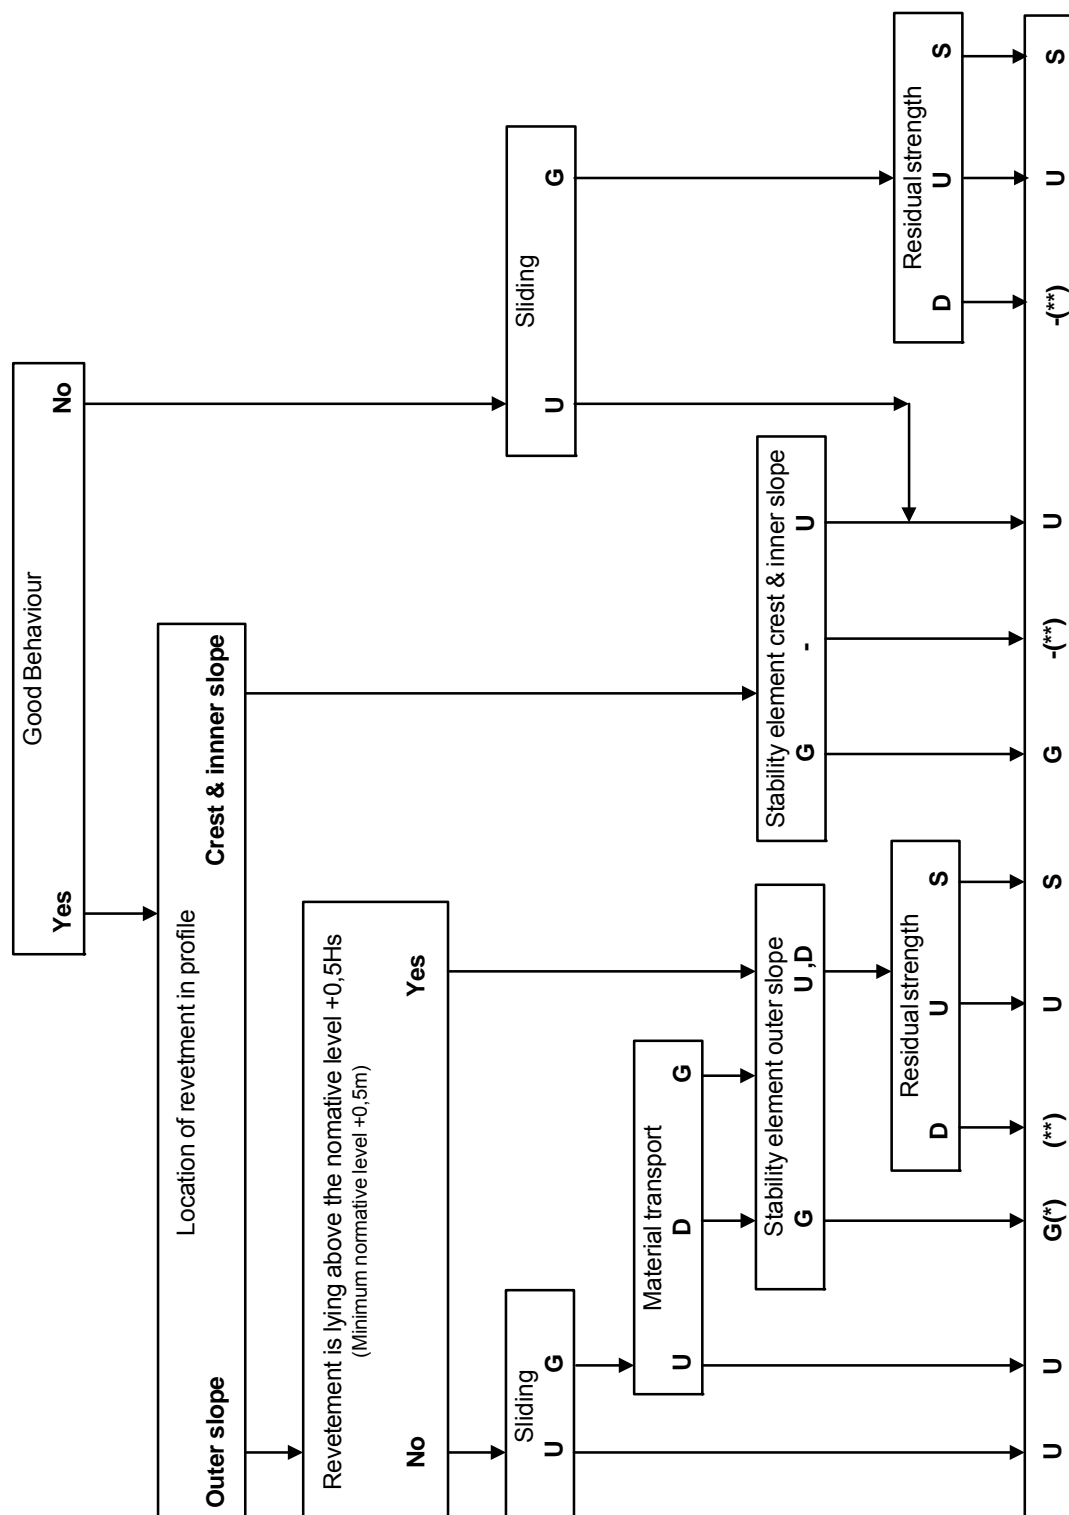 Good Behaviour
Yes No
Location of revetment in profile
Outer slope Crest & innner slope
Revetement is lying above the nomative level +0,5Hs
(Minimum normative level +0,5m)
No Yes
Sliding
U G
Sliding
U G
Material transport
U D G
Stability element outer slope
G U ,D
Stability element crest & inner slope
G - U
Residual strength
D U S
Residual strength
D U S
U U G(*) (**) U S G -(**) U -(**) U S